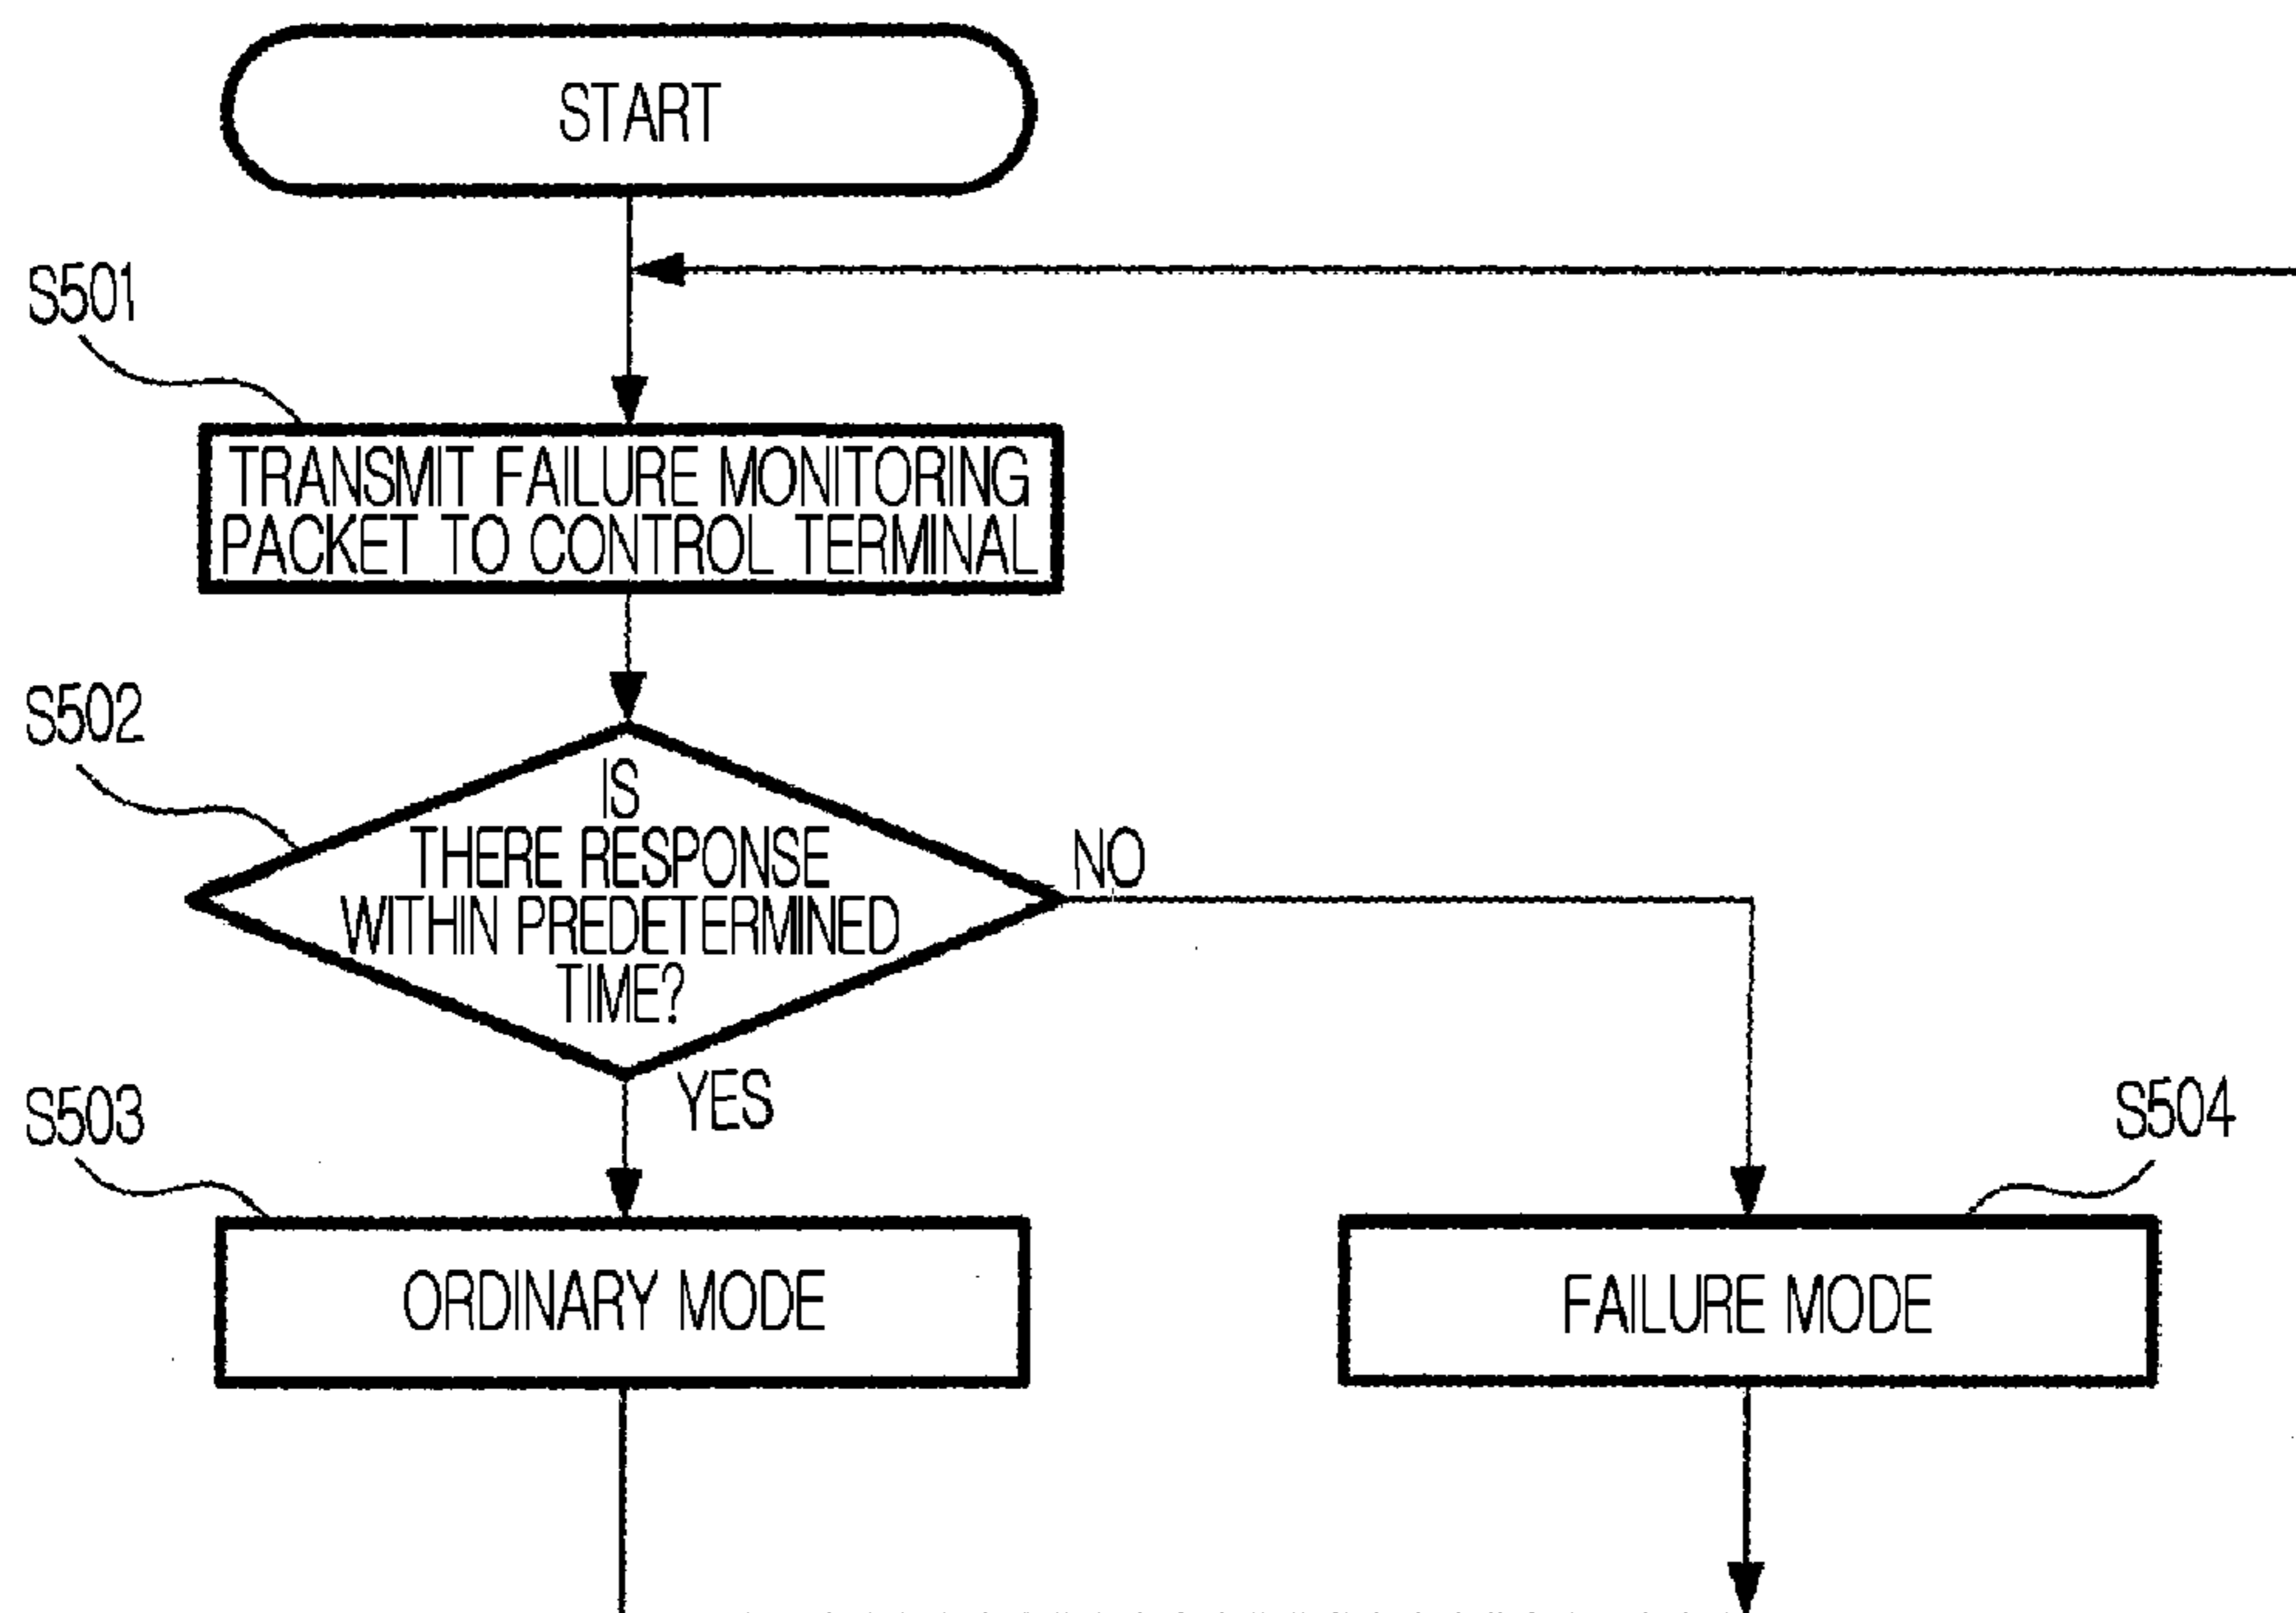 START
S501
TRANSMIT FAILURE MONITORING
PACKET TO CONTROL TERMINAL
S502
IS
THERE RESPONSE
WITHIN PREDETERMINED
TIME?
NO
YES
S503
S504
ORDINARY MODE
FAILURE MODE